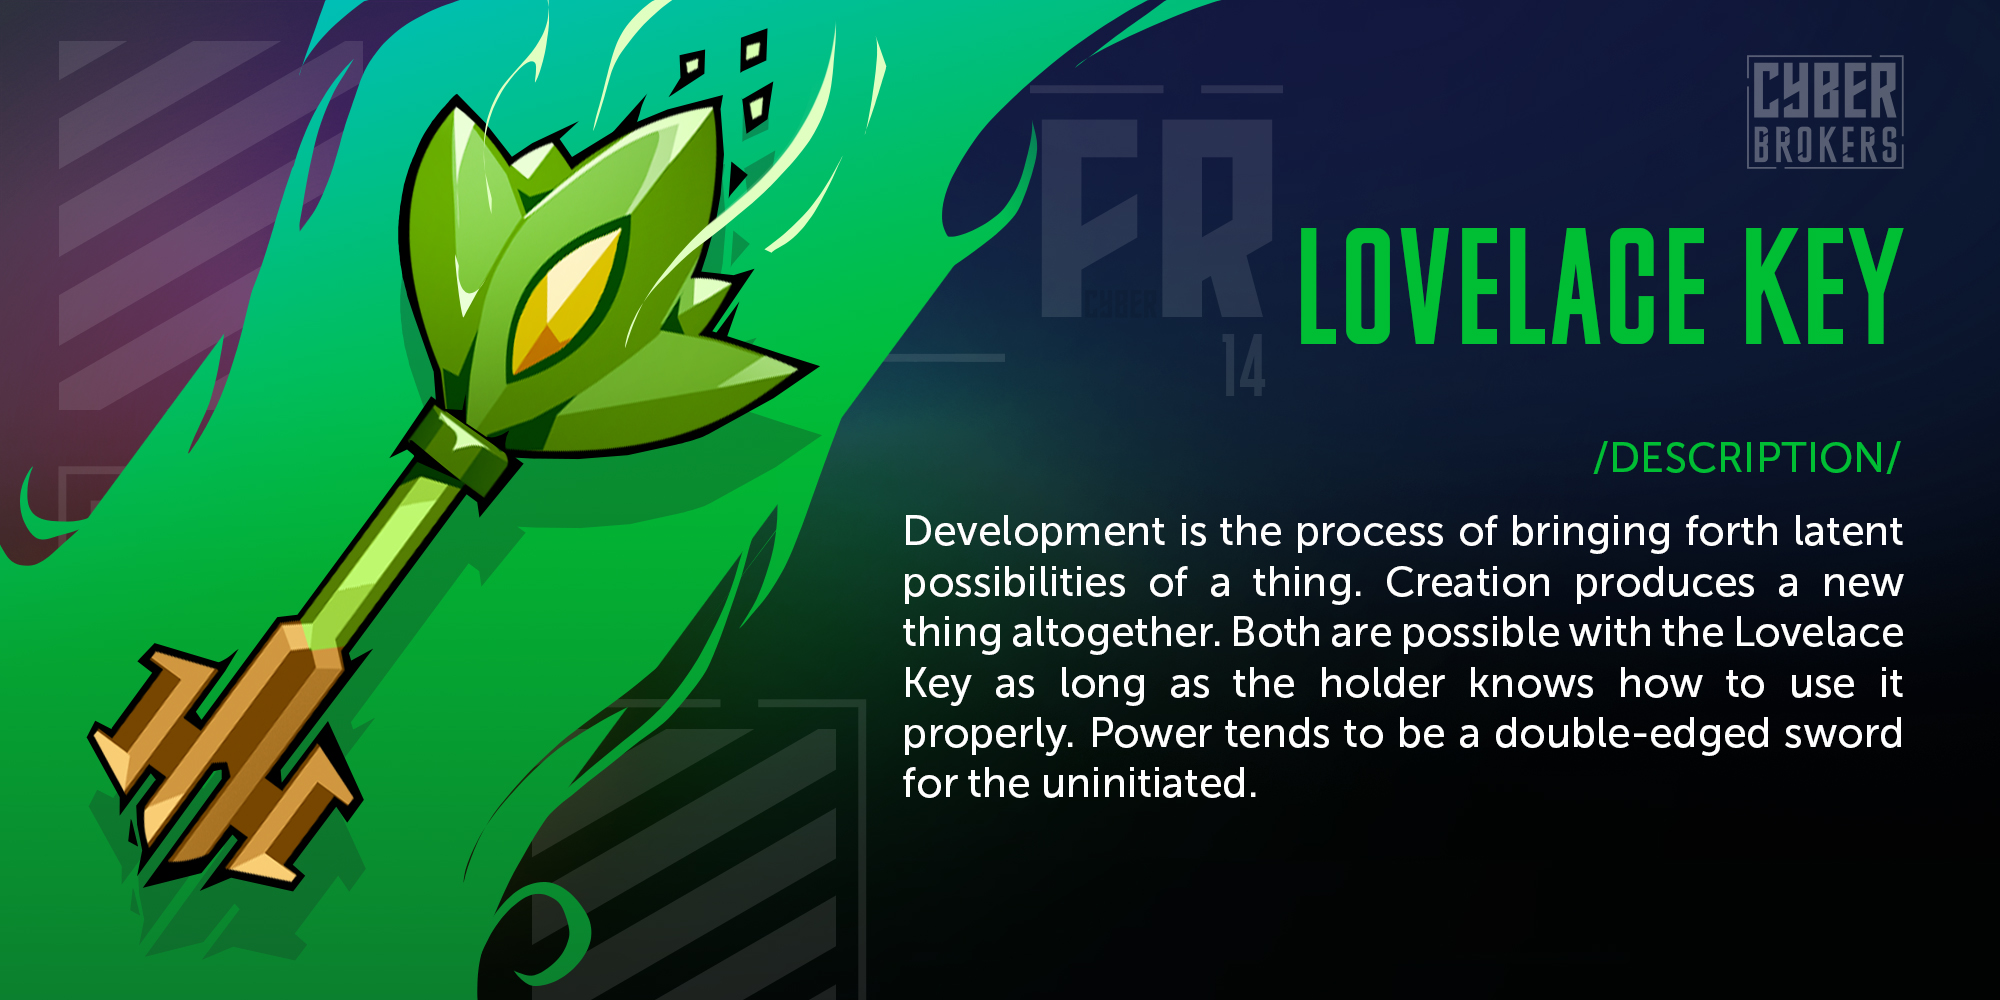 CYBER
BROKERS
FR
CYBER
14
LOVELACE KEY
/DESCRIPTION/
Development is the process of bringing forth latent
possibilities of a thing. Creation produces a new
thing altogether. Both are possible with the Lovelace
Key as long as the holder knows how to use it
properly. Power tends to be a double-edged sword
for the uninitiated.